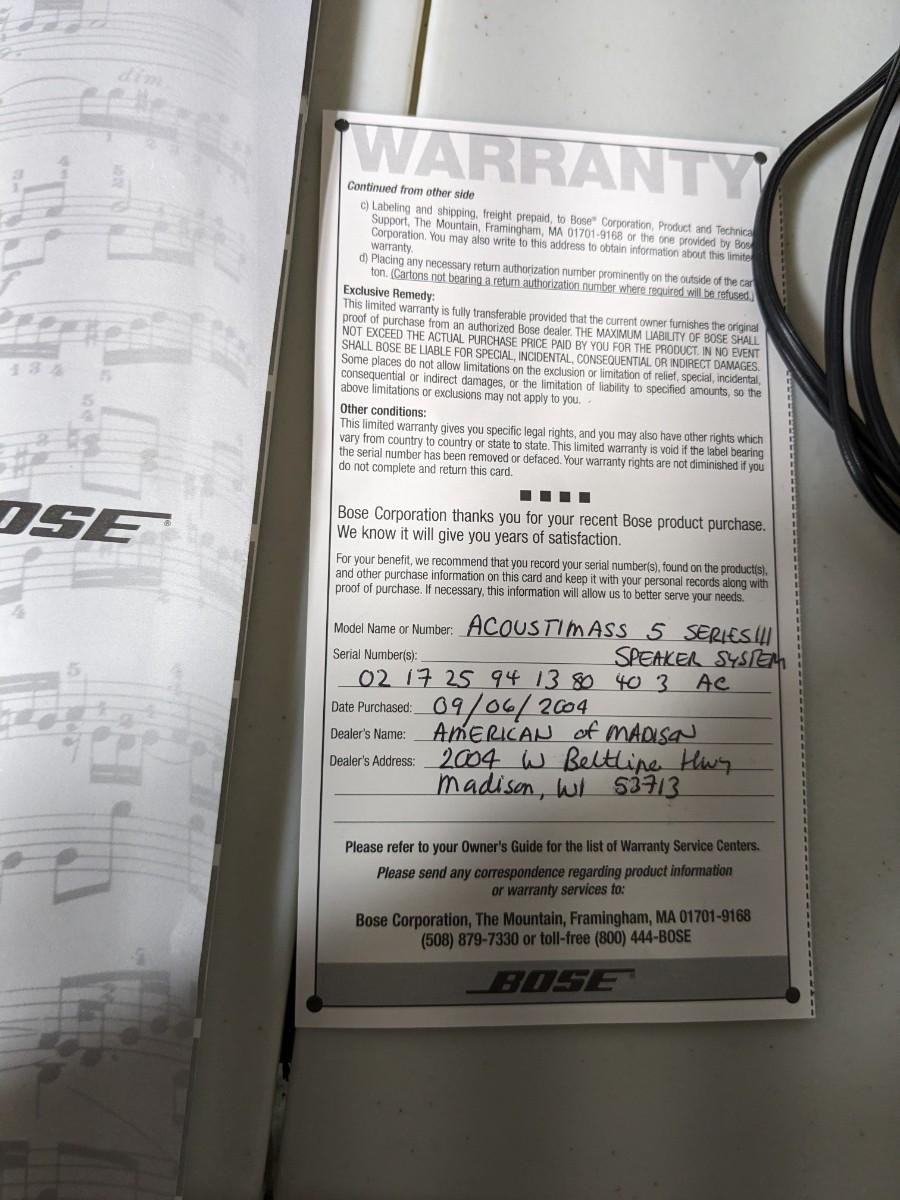 dim
OSE®
WARRANTY
Continued from other side
c) Labeling and shipping, freight prepaid, to Bose® Corporation, Product and Technica
Support, The Mountain, Framingham, MA 01701-9168 or the one provided by Bos
Corporation. You may also write to this address to obtain information about this limite
warranty.
d) Placing any necessary return authorization number prominently on the outside of the car
ton. (Cartons not bearing a return authorization number where required will be refused.)
Exclusive Remedy:
This limited warranty is fully transferable provided that the current owner furnishes the original
proof of purchase from an authorized Bose dealer. THE MAXIMUM LIABILITY OF BOSE SHALL
NOT EXCEED THE ACTUAL PURCHASE PRICE PAID BY YOU FOR THE PRODUCT. IN NO EVENT
SHALL BOSE BE LIABLE FOR SPECIAL, INCIDENTAL, CONSEQUENTIAL OR INDIRECT DAMAGES.
Some places do not allow limitations on the exclusion or limitation of relief, special, incidental,
consequential or indirect damages, or the limitation of liability to specified amounts, so the
above limitations or exclusions may not apply to you.
Other conditions:
This limited warranty gives you specific legal rights, and you may also have other rights which
vary from country to country or state to state. This limited warranty is void if the label bearing
the serial number has been removed or defaced. Your warranty rights are not diminished if you
do not complete and return this card.
Bose Corporation thanks you for your recent Bose product purchase.
We know it will give you years of satisfaction.
For your benefit, we recommend that you record your serial number(s), found on the product(s),
and other purchase information on this card and keep it with your personal records along with
proof of purchase. If necessary, this information will allow us to better serve your needs.
Model Name or Number: ACOUSTIMASS 5 SERIES III
Serial Number(s): SPEAKER SYSTEM
02 17 25 94 13 80 40 3 AC
Date Purchased: 09/06/2004
Dealer's Name: AMERICAN of MADISON
Dealer's Address: 2004 W Beltline Hwy
Madison, WI 53713
Please refer to your Owner's Guide for the list of Warranty Service Centers.
Please send any correspondence regarding product information
or warranty services to:
Bose Corporation, The Mountain, Framingham, MA 01701-9168
(508) 879-7330 or toll-free (800) 444-BOSE
BOSE®